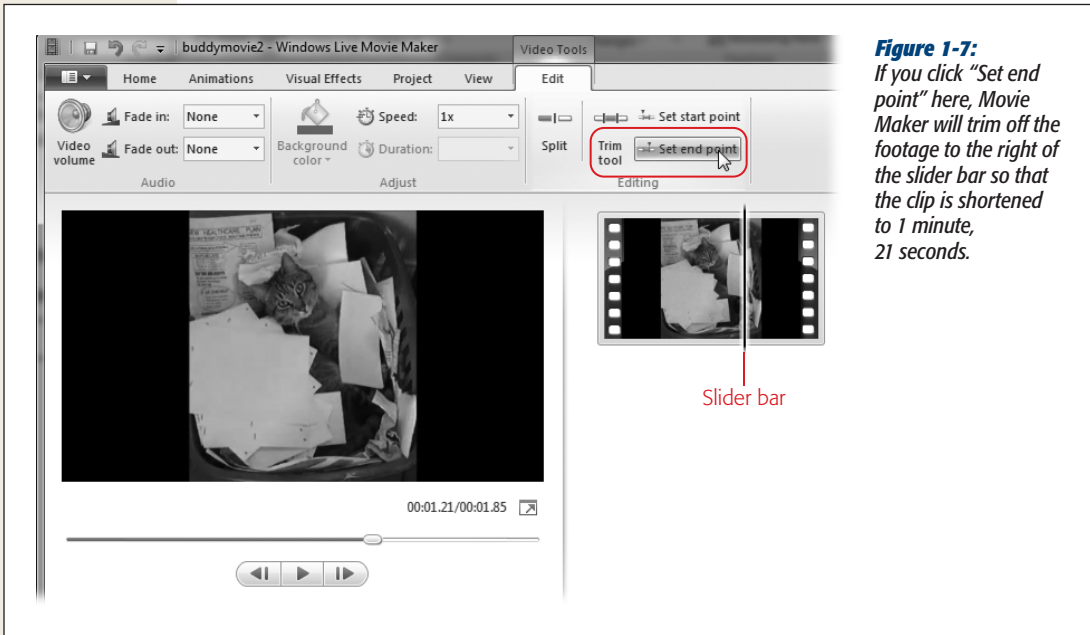 buddymovie2 - Windows Live Movie Maker
Video Tools
Home Animations Visual Effects Project View Edit
Video volume
Fade in: None
Fade out: None
Audio
Background color
Speed: 1x
Duration:
Adjust
Split
Trim tool
Set start point
Set end point
Editing
00:01.21/00:01.85
Slider bar
Figure 1-7:
If you click “Set end
point” here, Movie
Maker will trim off the
footage to the right of
the slider bar so that
the clip is shortened
to 1 minute,
21 seconds.